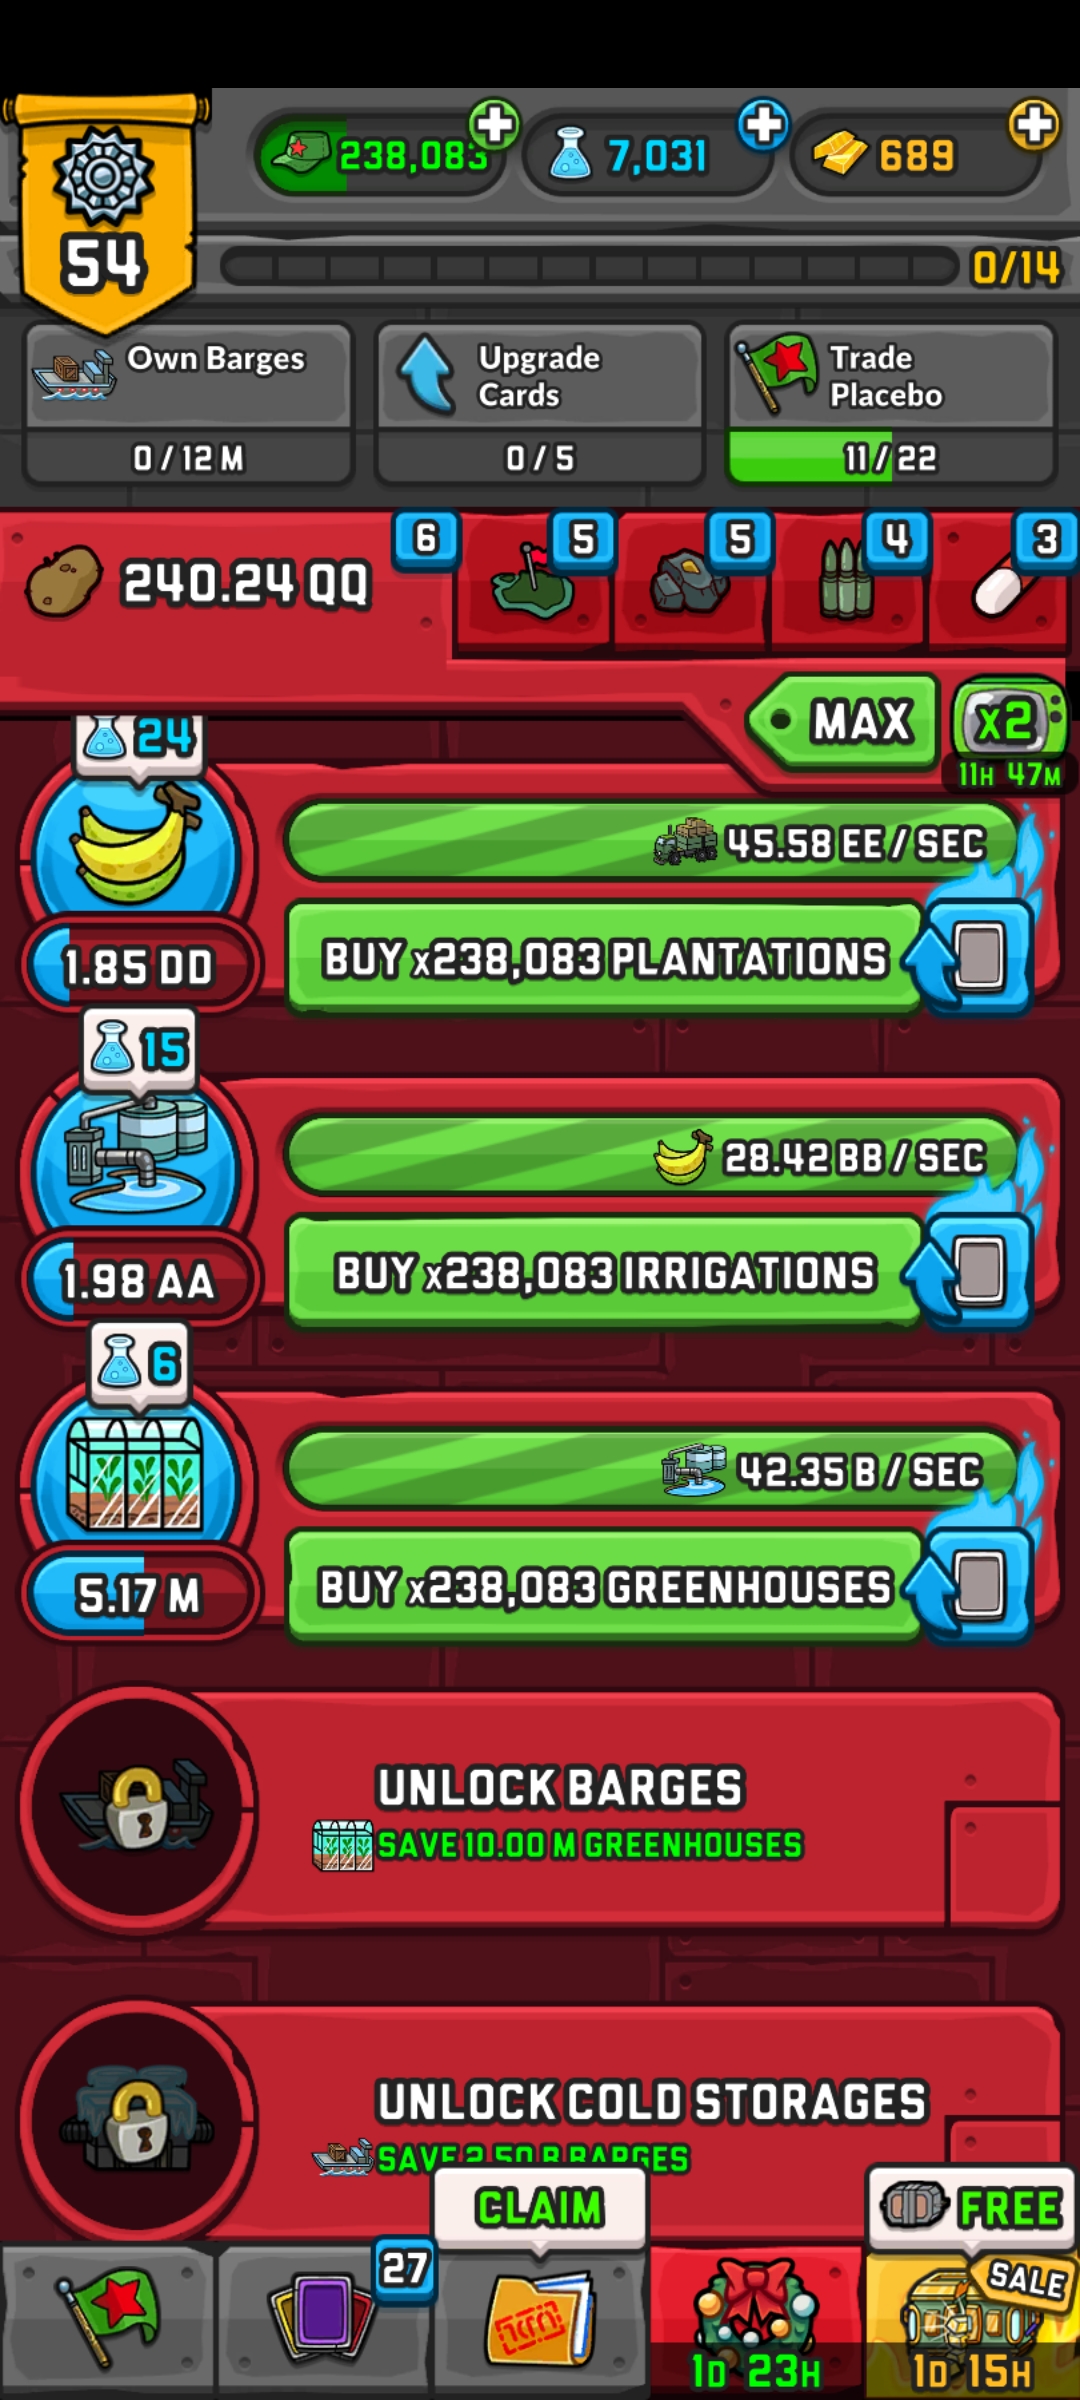 238,083
7,031
689
54
0/14
Own Barges
0 / 12 M
Upgrade
Cards
0 / 5
Trade
Placebo
11 / 22
240.24 QQ
6
5
5
4
3
MAX
x2
11H 47M
24
45.58 EE / SEC
1.85 DD
BUY x238,083 PLANTATIONS
15
28.42 BB / SEC
1.98 AA
BUY x238,083 IRRIGATIONS
6
42.35 B / SEC
5.17 M
BUY x238,083 GREENHOUSES
UNLOCK BARGES
SAVE 10.00 M GREENHOUSES
UNLOCK COLD STORAGES
SAVE 2.50 B BARGES
CLAIM
FREE
27
SALE
1D 23H
1D 15H